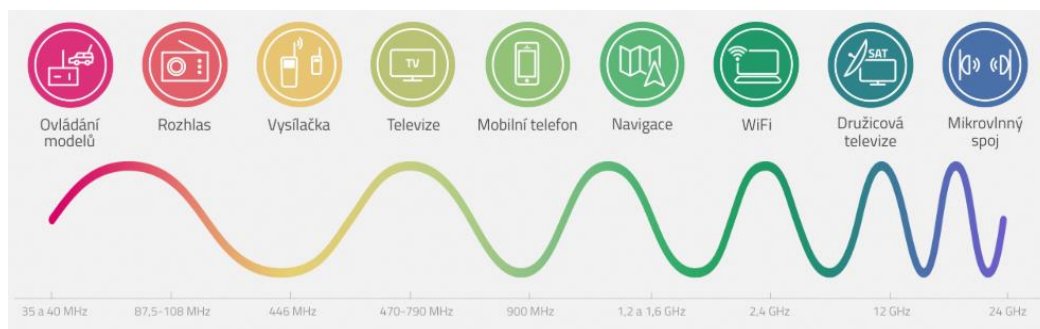 TV
SAT
Ovládání
modelů
Rozhlas
Vysílačka
Televize
Mobilní telefon
Navigace
WiFi
Družicová
televize
Mikrovlnný
spoj
35 a 40 MHz
87,5-108 MHz
446 MHz
470-790 MHz
900 MHz
1,2 a 1,6 GHz
2,4 GHz
12 GHz
24 GHz